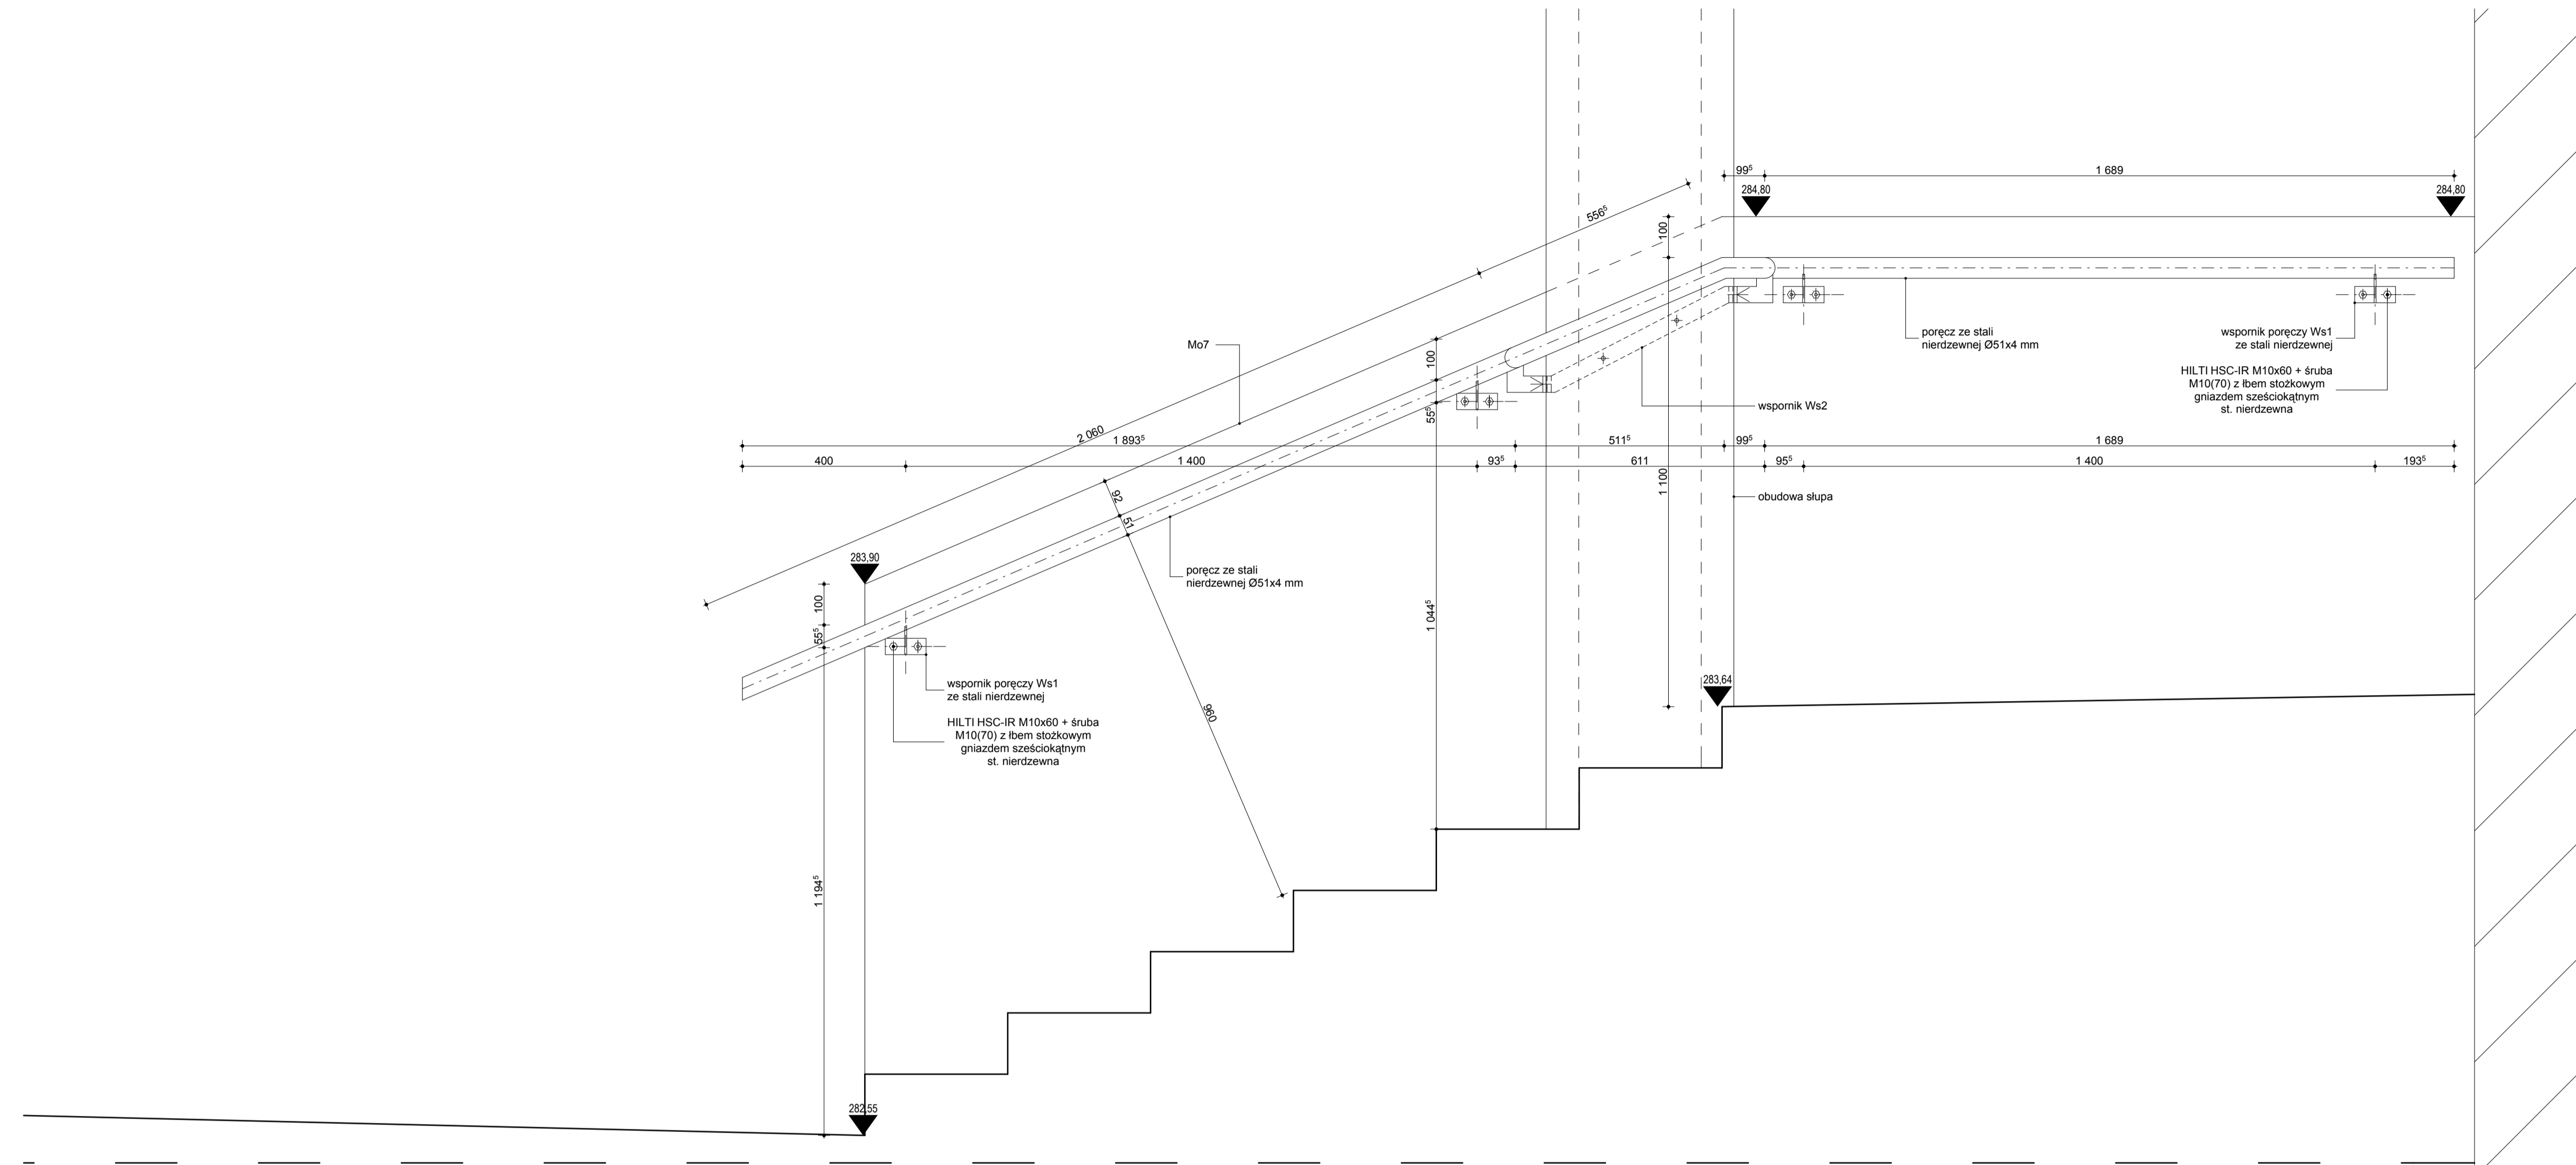 99⁵
1 689
284,80
284,80
556⁵
100
Mo7
100
55⁵
poręcz ze stali
nierdzewnej Ø51x4 mm
wspornik poręczy Ws1
ze stali nierdzewnej
HILTI HSC-IR M10x60 + śruba
M10(70) z łbem stożkowym
gniazdem sześciokątnym
st. nierdzewna
wspornik Ws2
2 060
1 893⁵
511⁵
99⁵
1 689
400
1 400
93⁵
611
95⁵
1 400
193⁵
1 100
92
51
obudowa słupa
283,90
poręcz ze stali
nierdzewnej Ø51x4 mm
100
55⁵
1 044⁵
wspornik poręczy Ws1
ze stali nierdzewnej
283,64
HILTI HSC-IR M10x60 + śruba
M10(70) z łbem stożkowym
gniazdem sześciokątnym
st. nierdzewna
960
1 194⁵
282,55